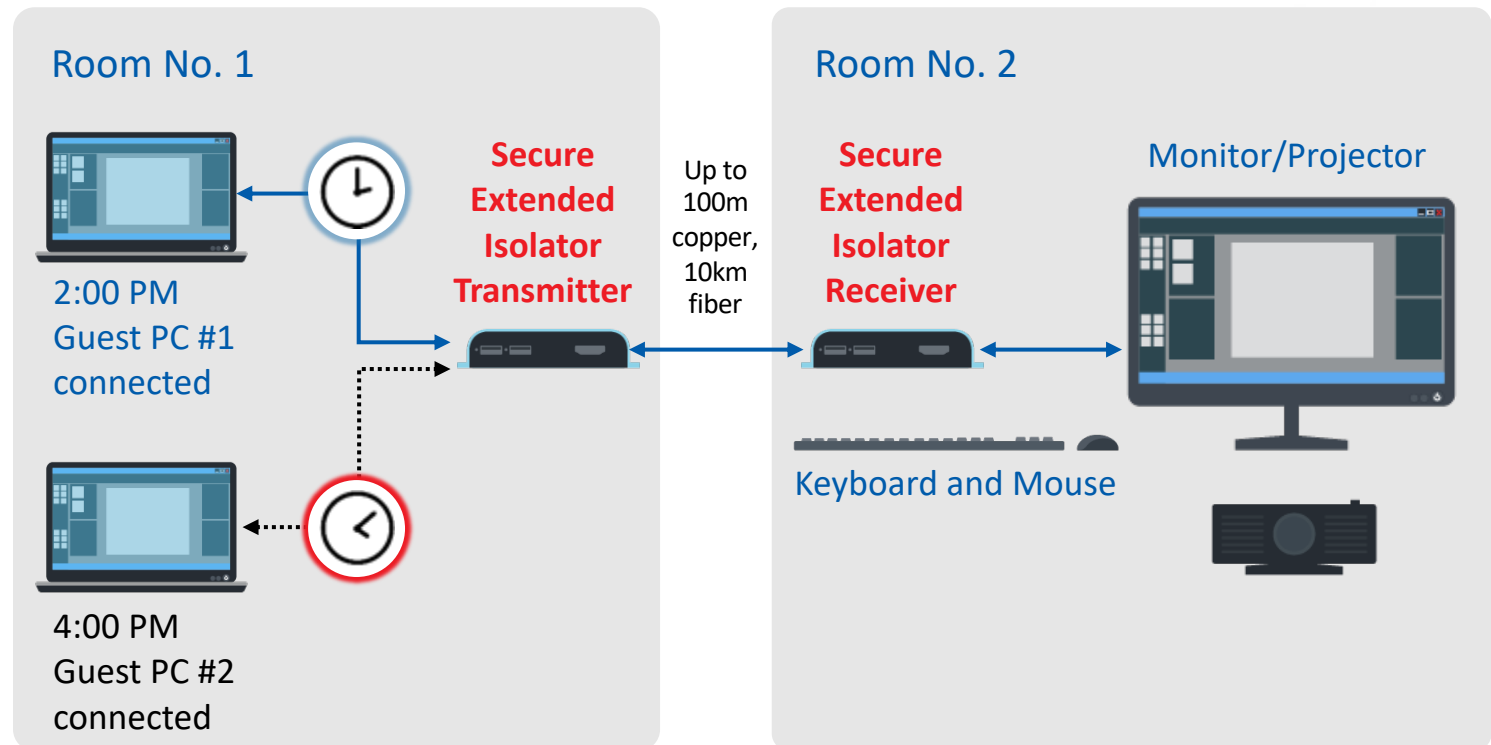 Room No. 1
2:00 PM
Guest PC #1
connected
4:00 PM
Guest PC #2
connected
Secure
Extended
Isolator
Transmitter
Up to
100m
copper,
10km
fiber
Room No. 2
Secure
Extended
Isolator
Receiver
Monitor/Projector
Keyboard and Mouse